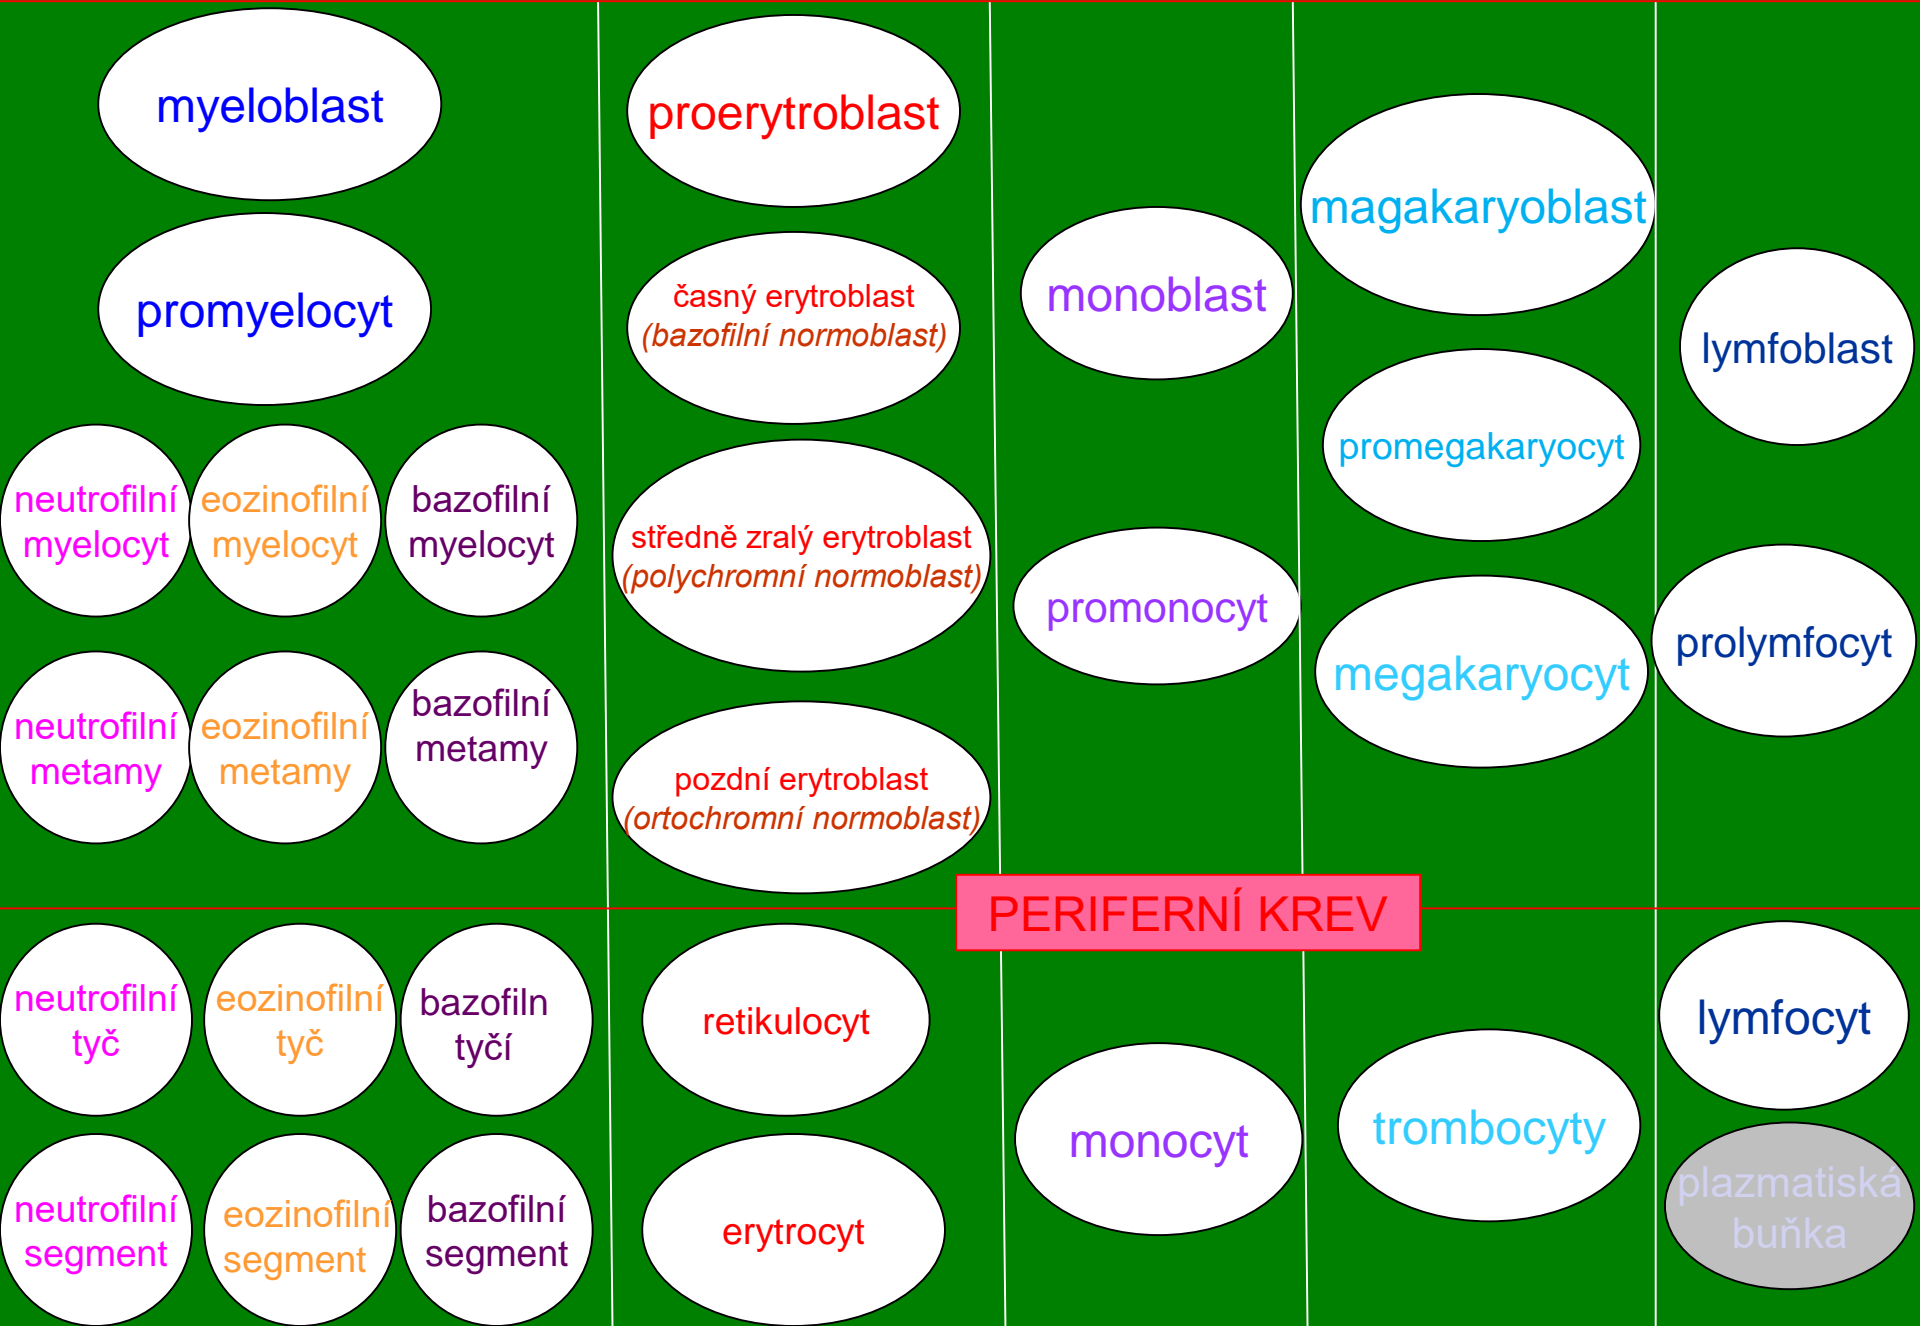 myeloblast
promyelocyt
neutrofilní
myelocyt
eozinofilní
myelocyt
bazofilní
myelocyt
neutrofilní
metamy
eozinofilní
metamy
bazofilní
metamy
proerytroblast
časný erytroblast
(bazofilní normoblast)
středně zralý erytroblast
(polychromní normoblast)
pozdní erytroblast
(ortochromní normoblast)
monoblast
promonocyt
magakaryoblast
promegakaryocyt
megakaryocyt
lymfoblast
prolymfocyt
PERIFERNÍ KREV
neutrofilní
tyč
eozinofilní
tyč
bazofiln
tyčí
neutrofilní
segment
eozinofilní
segment
bazofilní
segment
retikulocyt
erytrocyt
monocyt
trombocyty
lymfocyt
plazmatiská
buňka